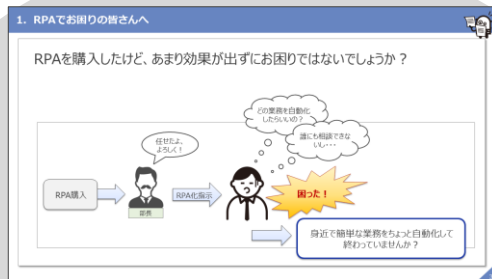 1. RPAでお困りの皆さんへ
RPAを購入したけど、あまり効果が出ずにお困りではないでしょうか？
どの業務を自動化
したらいいの？
誰にも相談できな
いし・・・
任せたよ、
よろしく！
RPA購入
部長
RPA化指示
困った！
身近で簡単な業務をちょっと自動化して
終わっていませんか？